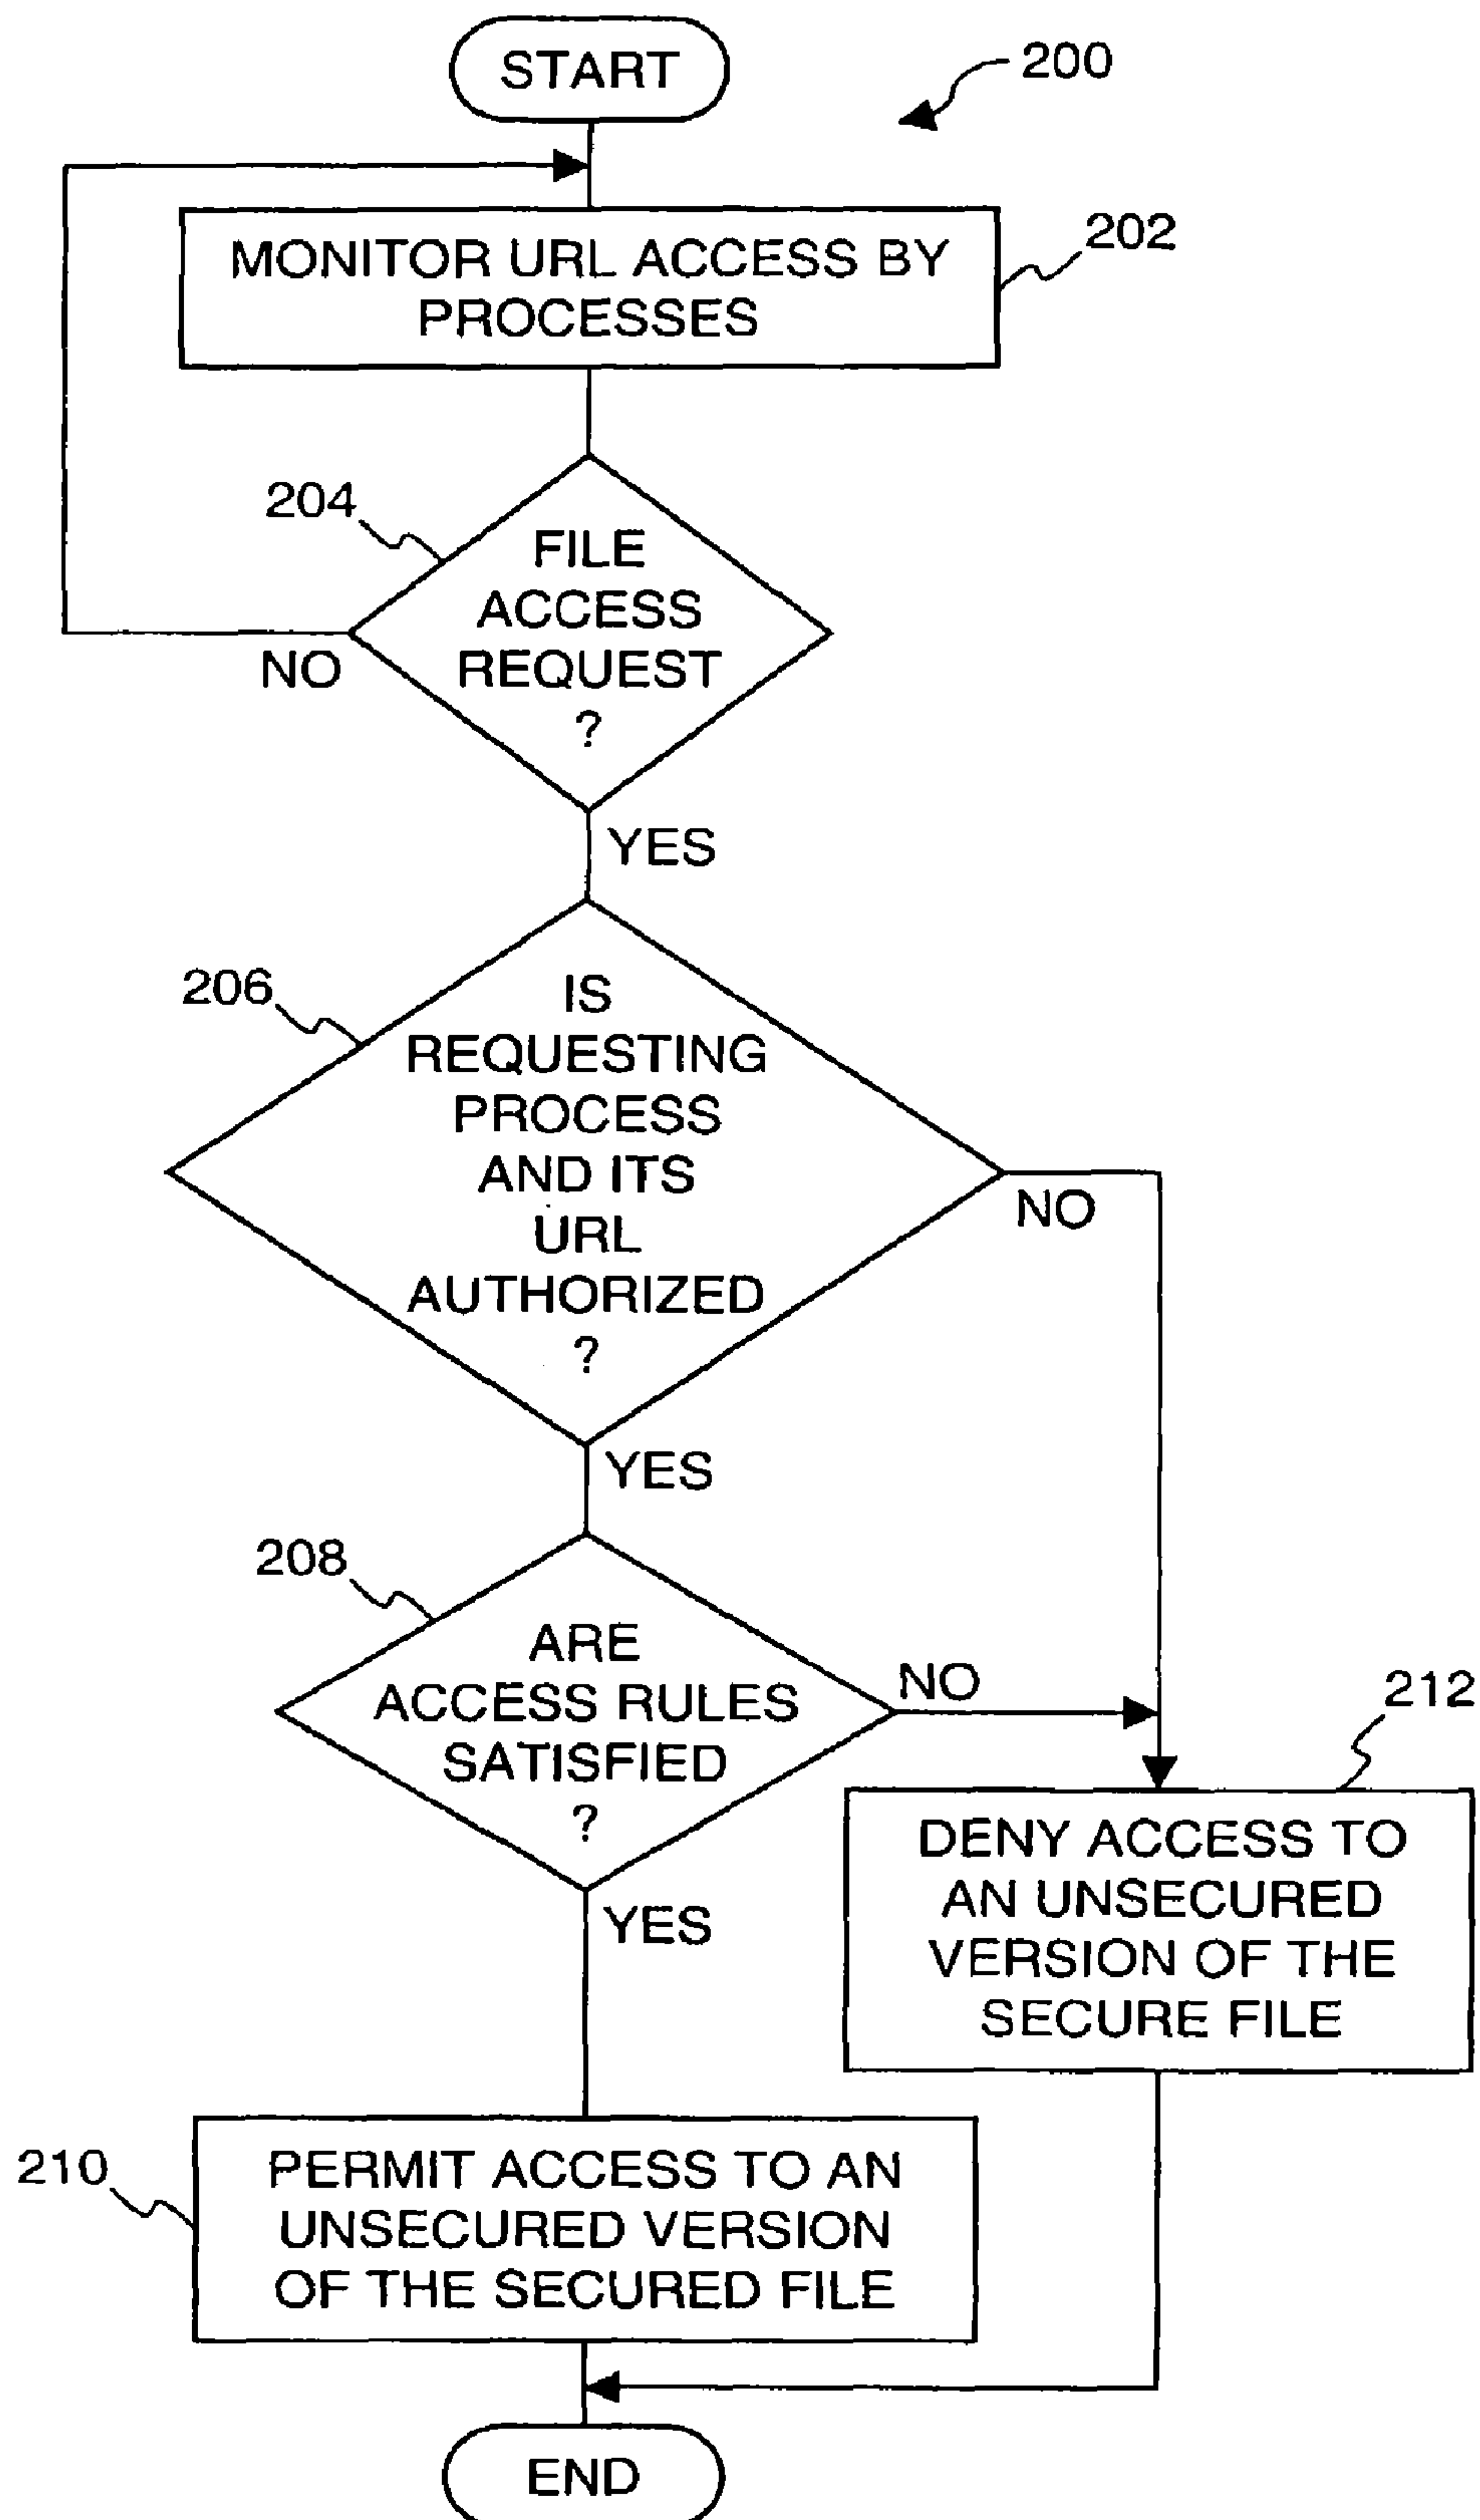 START
200
MONITOR URL ACCESS BY
PROCESSES
202
204
FILE
ACCESS
REQUEST
?
NO
YES
206
IS
REQUESTING
PROCESS
AND ITS
URL
AUTHORIZED
?
NO
YES
208
ARE
ACCESS RULES
SATISFIED
?
NO
YES
212
DENY ACCESS TO
AN UNSECURED
VERSION OF THE
SECURE FILE
210
PERMIT ACCESS TO AN
UNSECURED VERSION
OF THE SECURED FILE
END